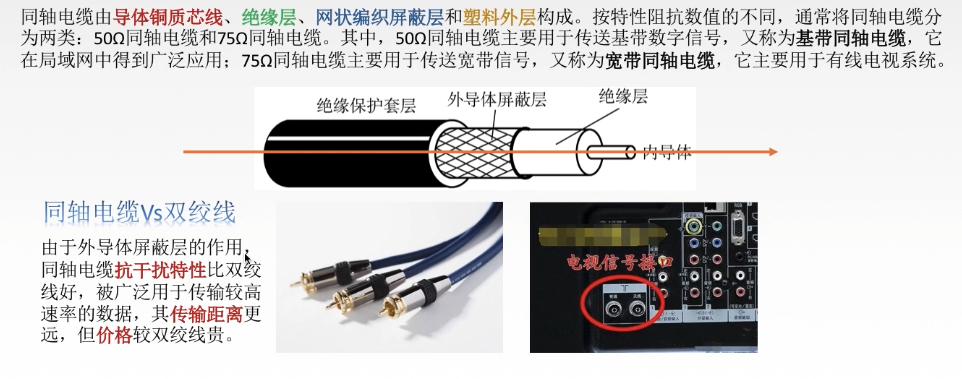 同轴电缆由导体铜质芯线、绝缘层、网状编织屏蔽层和塑料外层构成。按特性阻抗数值的不同，通常将同轴电缆分
为两类：50Ω同轴电缆和75Ω同轴电缆。其中，50Ω同轴电缆主要用于传送基带数字信号，又称为基带同轴电缆，它
在局域网中得到广泛应用；75Ω同轴电缆主要用于传送宽带信号，又称为宽带同轴电缆，它主要用于有线电视系统。
绝缘保护套层
外导体屏蔽层
绝缘层
内导体
同轴电缆Vs双绞线
由于外导体屏蔽层的作用，
同轴电缆抗干扰特性比双绞
线好，被广泛用于传输较高
速率的数据，其传输距离更
远，但价格较双绞线贵。
电视信号接口
RGB